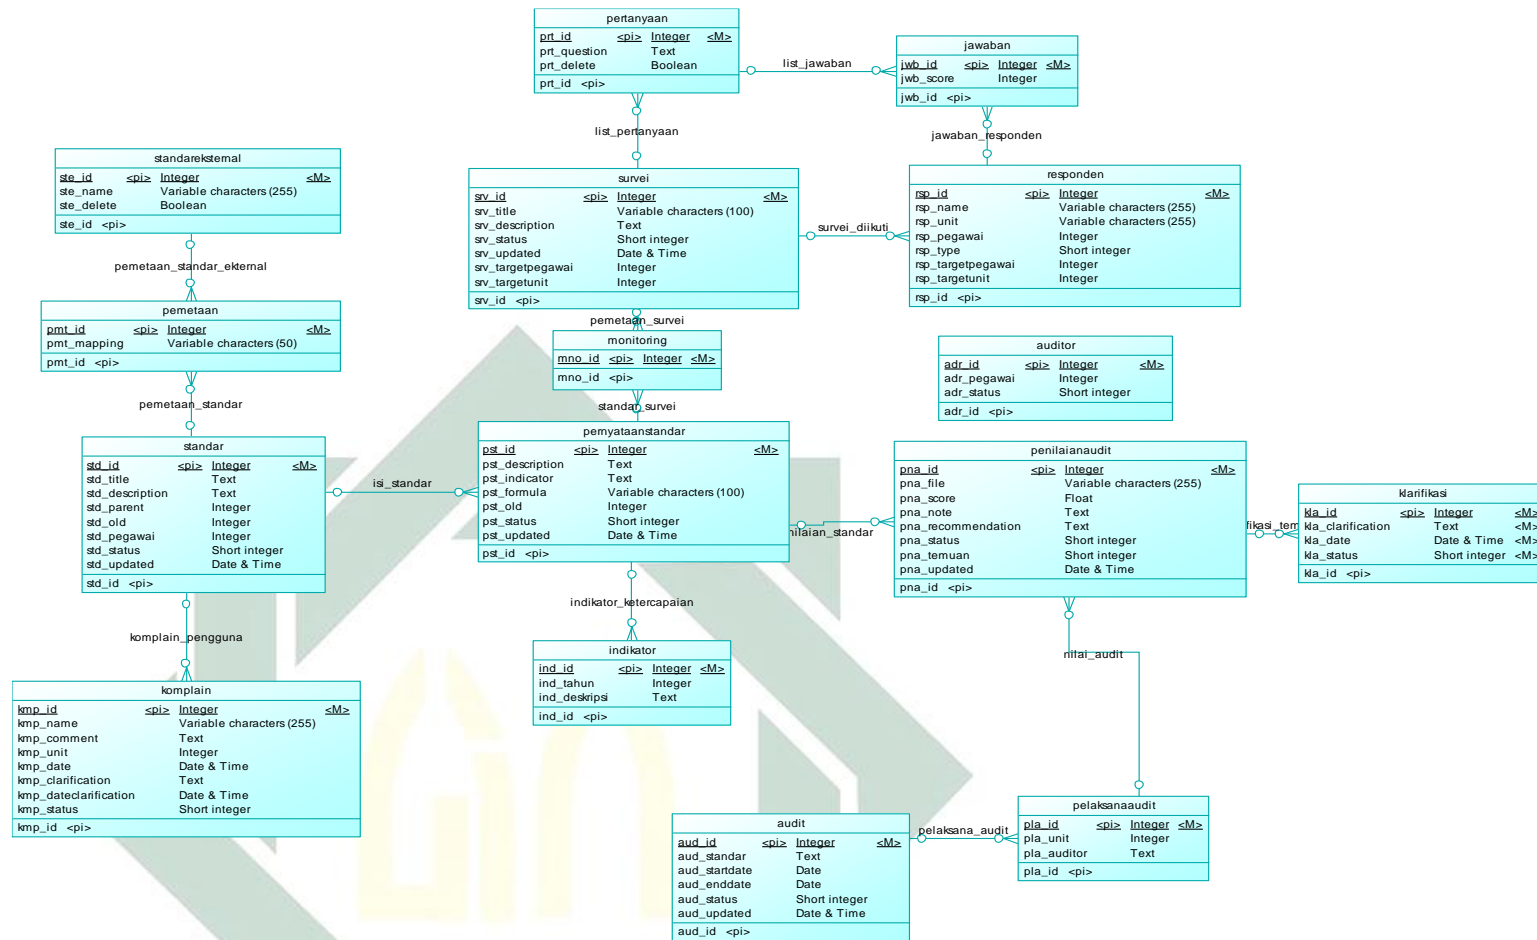 pertanyaan
prt_id <pi> Integer <M>
prt_question Text
prt_delete Boolean
prt_id <pi>
list_jawaban
jawaban
jwb_id <pi> Integer <M>
jwb_score Integer
jwb_id <pi>
list_pertanyaan
jawaban_responden
standareksternal
ste_id <pi> Integer <M>
ste_name Variable characters (255)
ste_delete Boolean
ste_id <pi>
survei
srv_id <pi> Integer <M>
srv_title Variable characters (100)
srv_description Text
srv_status Short integer
srv_updated Date & Time
srv_targetpegawai Integer
srv_targetunit Integer
srv_id <pi>
survei_diikuti
responden
rsp_id <pi> Integer <M>
rsp_name Variable characters (255)
rsp_unit Variable characters (255)
rsp_pegawai Integer
rsp_type Short integer
rsp_targetpegawai Integer
rsp_targetunit Integer
rsp_id <pi>
pemetaan_standar_ekternal
pemetaan
pmt_id <pi> Integer <M>
pmt_mapping Variable characters (50)
pmt_id <pi>
pemetaan_survei
monitoring
mno_id <pi> Integer <M>
mno_id <pi>
auditor
adr_id <pi> Integer <M>
adr_pegawai Integer
adr_status Short integer
adr_id <pi>
pemetaan_standar
standar_survei
standar
std_id <pi> Integer <M>
std_title Text
std_description Text
std_parent Integer
std_old Integer
std_pegawai Integer
std_status Short integer
std_updated Date & Time
std_id <pi>
isi_standar
pernyataanstandar
pst_id <pi> Integer <M>
pst_description Text
pst_indicator Text
pst_formula Variable characters (100)
pst_old Integer
pst_status Short integer
pst_updated Date & Time
pst_id <pi>
nilaian_standar
penilaianaudit
pna_id <pi> Integer <M>
pna_file Variable characters (255)
pna_score Float
pna_note Text
pna_recommendation Text
pna_status Short integer
pna_temuan Short integer
pna_updated Date & Time
pna_id <pi>
fikasi_tem
klarifikasi
kla_id <pi> Integer <M>
kla_clarification Text <M>
kla_date Date & Time <M>
kla_status Short integer <M>
kla_id <pi>
komplain_pengguna
indikator_ketercapaian
indikator
ind_id <pi> Integer <M>
ind_tahun Integer
ind_deskripsi Text
ind_id <pi>
nilai_audit
komplain
kmp_id <pi> Integer <M>
kmp_name Variable characters (255)
kmp_comment Text
kmp_unit Integer
kmp_date Date & Time
kmp_clarification Text
kmp_dateclarification Date & Time
kmp_status Short integer
kmp_id <pi>
audit
aud_id <pi> Integer <M>
aud_standar Text
aud_startdate Date
aud_enddate Date
aud_status Short integer
aud_updated Date & Time
aud_id <pi>
pelaksana_audit
pelaksanaaudit
pla_id <pi> Integer <M>
pla_unit Integer
pla_auditor Text
pla_id <pi>